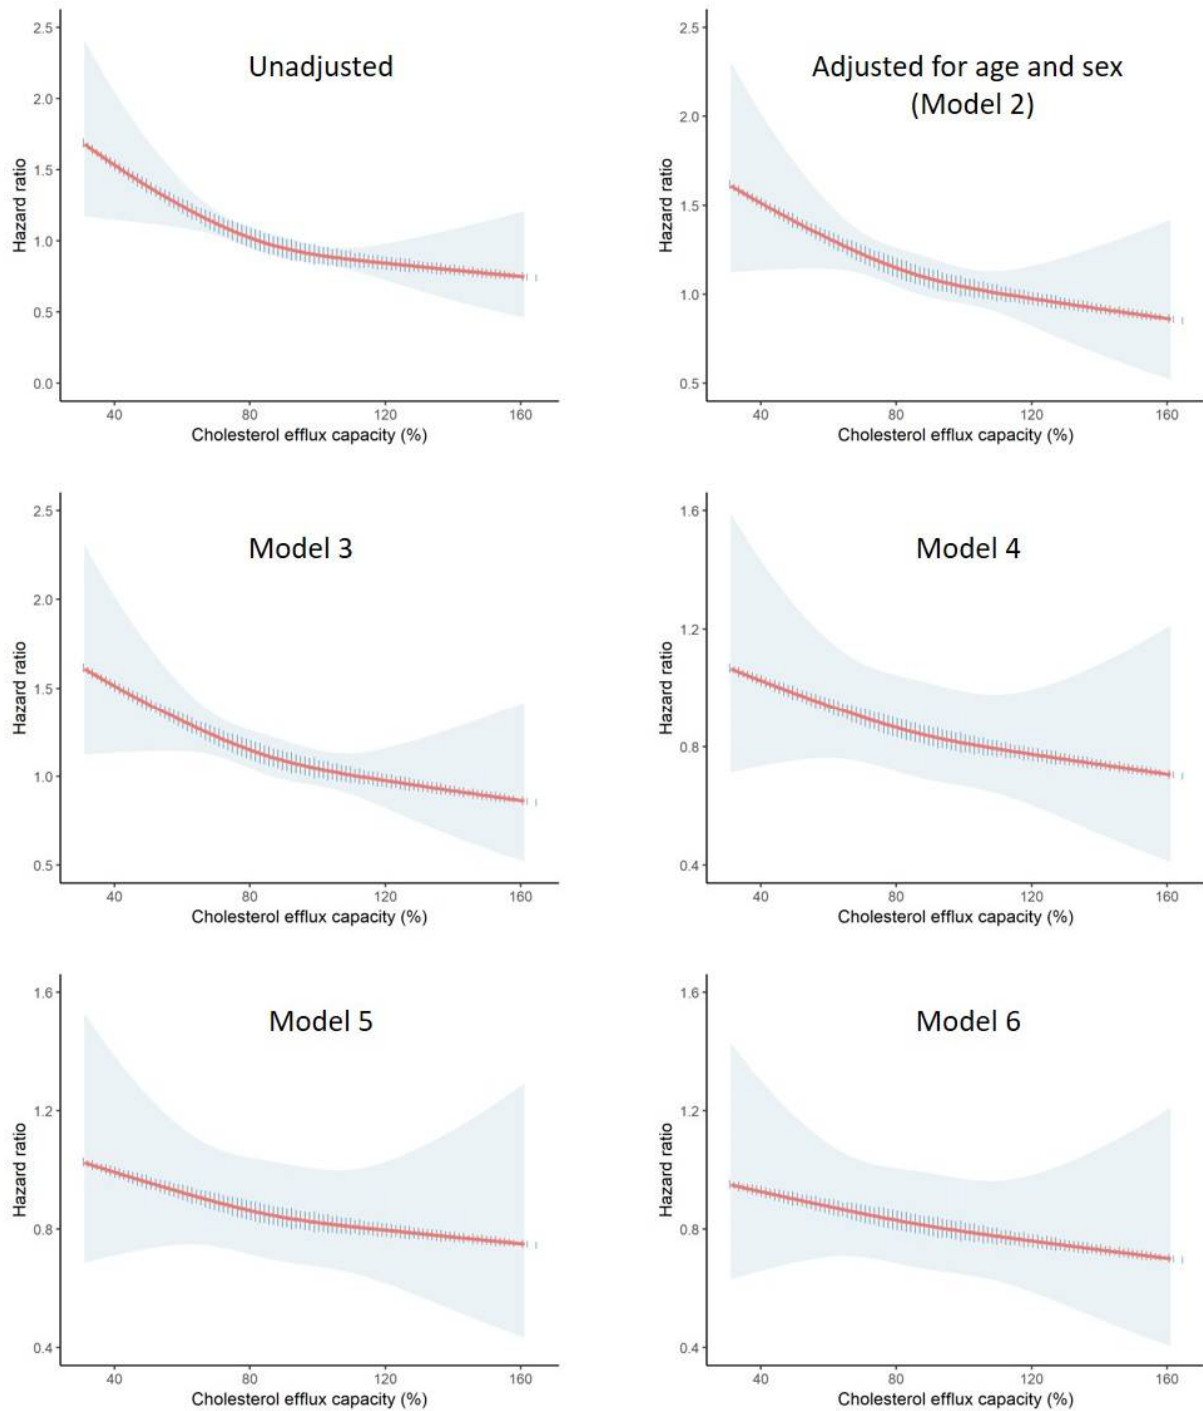 Unadjusted
Hazard ratio
2.5
2.0
1.5
1.0
0.5
0.0
40 80 120 160
Cholesterol efflux capacity (%)
Adjusted for age and sex
(Model 2)
Hazard ratio
2.5
2.0
1.5
1.0
0.5
40 80 120 160
Cholesterol efflux capacity (%)
Model 3
Hazard ratio
2.5
2.0
1.5
1.0
0.5
40 80 120 160
Cholesterol efflux capacity (%)
Model 4
Hazard ratio
1.6
1.2
0.8
0.4
40 80 120 160
Cholesterol efflux capacity (%)
Model 5
Hazard ratio
1.6
1.2
0.8
0.4
40 80 120 160
Cholesterol efflux capacity (%)
Model 6
Hazard ratio
1.6
1.2
0.8
0.4
40 80 120 160
Cholesterol efflux capacity (%)